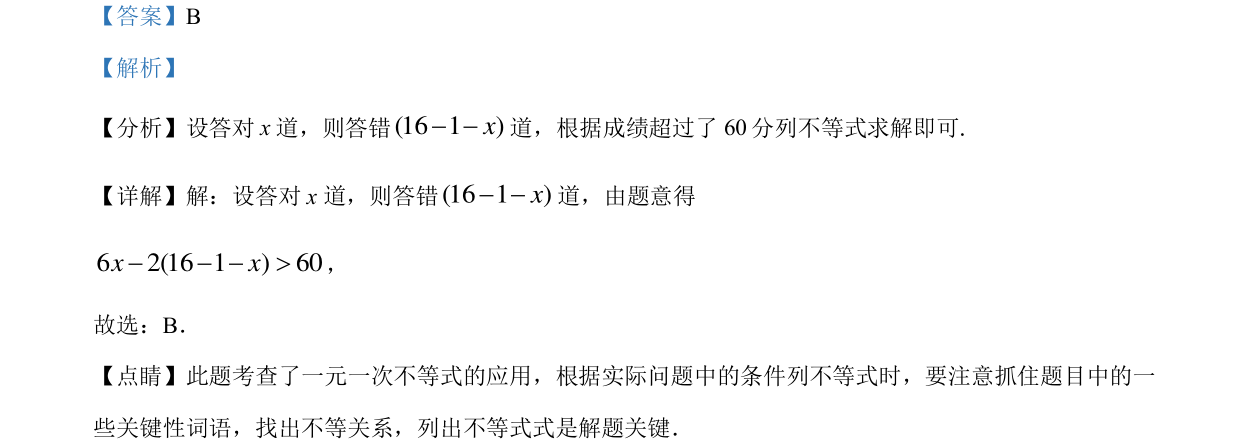 【答案】B
【解析】
【分析】设答对 x 道，则答错(16−1−x)道，根据成绩超过了 60 分列不等式求解即可.
【详解】解：设答对 x 道，则答错(16−1−x)道，由题意得
6x−2(16−1−x)>60，
故选：B．
【点睛】此题考查了一元一次不等式的应用，根据实际问题中的条件列不等式时，要注意抓住题目中的一
些关键性词语，找出不等关系，列出不等式式是解题关键．